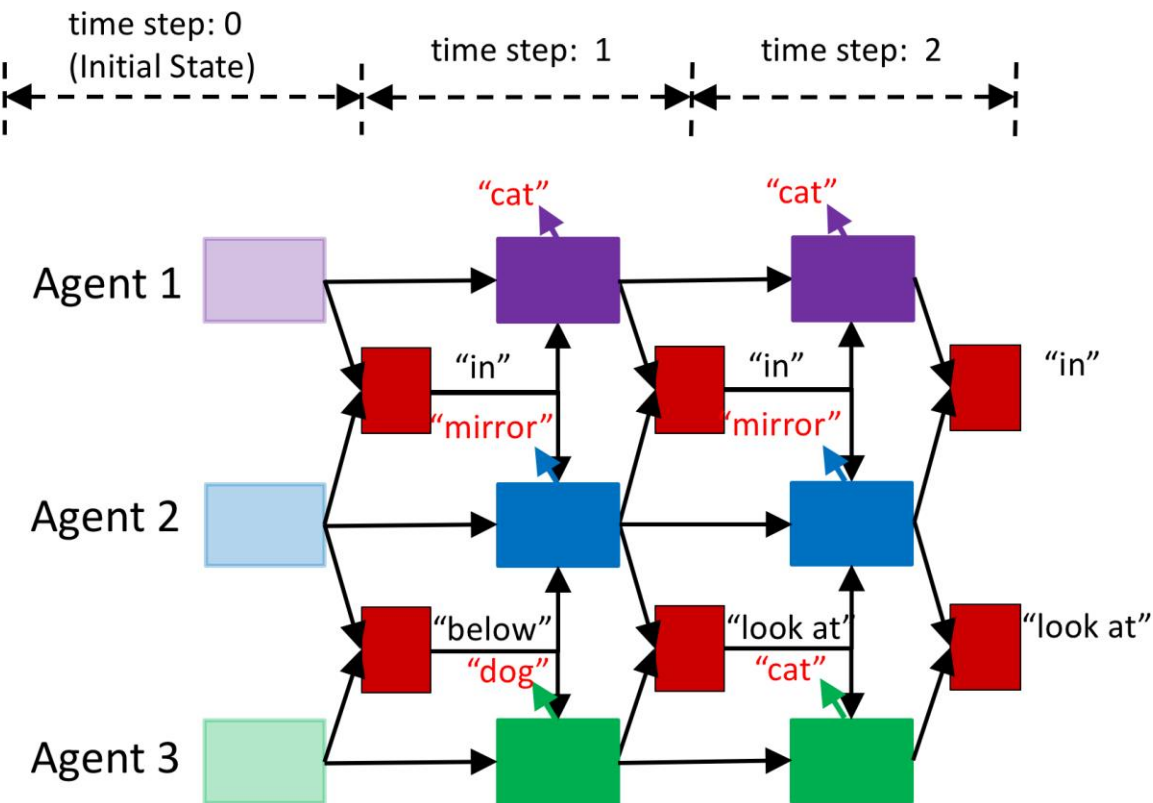 time step: 0
(Initial State)
time step: 1
time step: 2
“cat”
“cat”
Agent 1
“in”
“in”
“in”
“mirror”
“mirror”
Agent 2
“below”
“look at”
“look at”
“dog”
“cat”
Agent 3